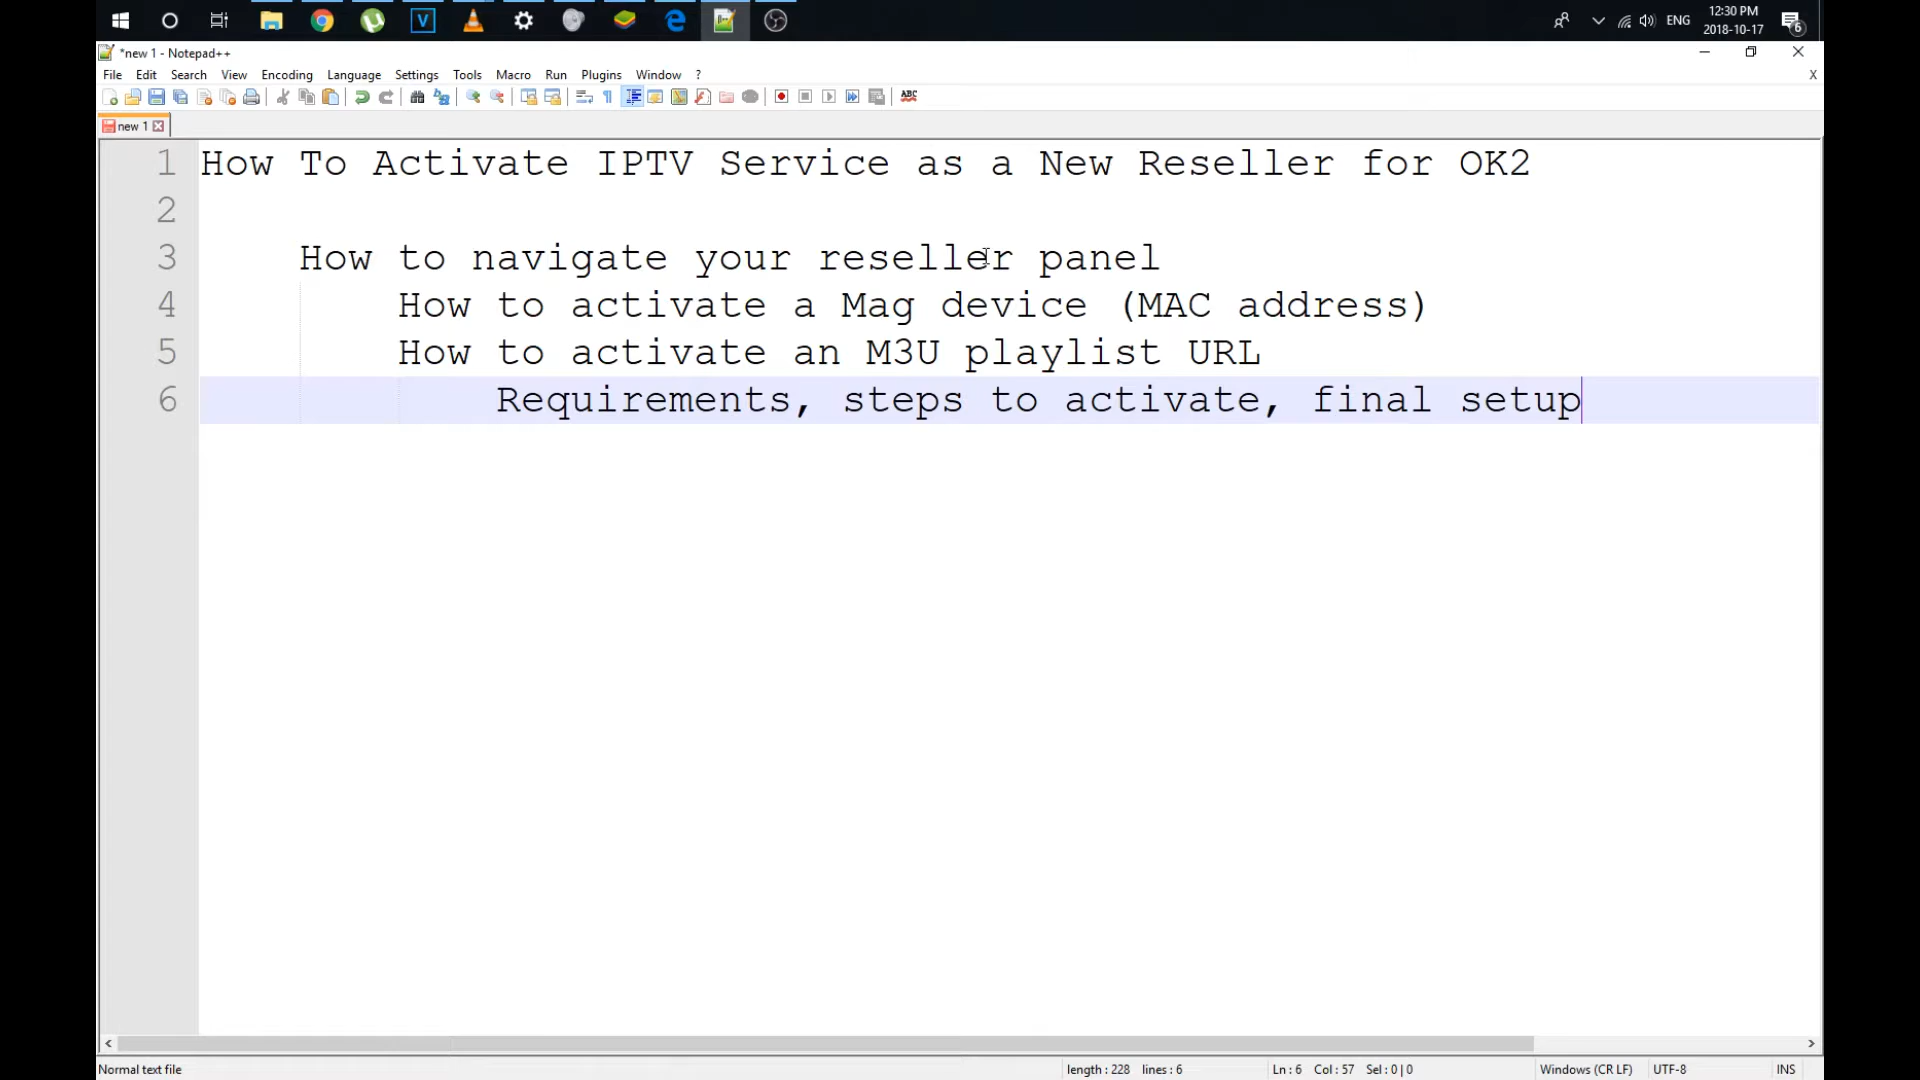 ENG
12:30 PM
2018-10-17
6
*new 1 - Notepad++
File Edit Search View Encoding Language Settings Tools Macro Run Plugins Window ? X
ABC
new 1
1 How To Activate IPTV Service as a New Reseller for OK2
2
3 How to navigate your reseller panel
4 How to activate a Mag device (MAC address)
5 How to activate an M3U playlist URL
6 Requirements, steps to activate, final setup
Normal text file length : 228 lines : 6 Ln : 6 Col : 57 Sel : 0 | 0 Windows (CR LF) UTF-8 INS